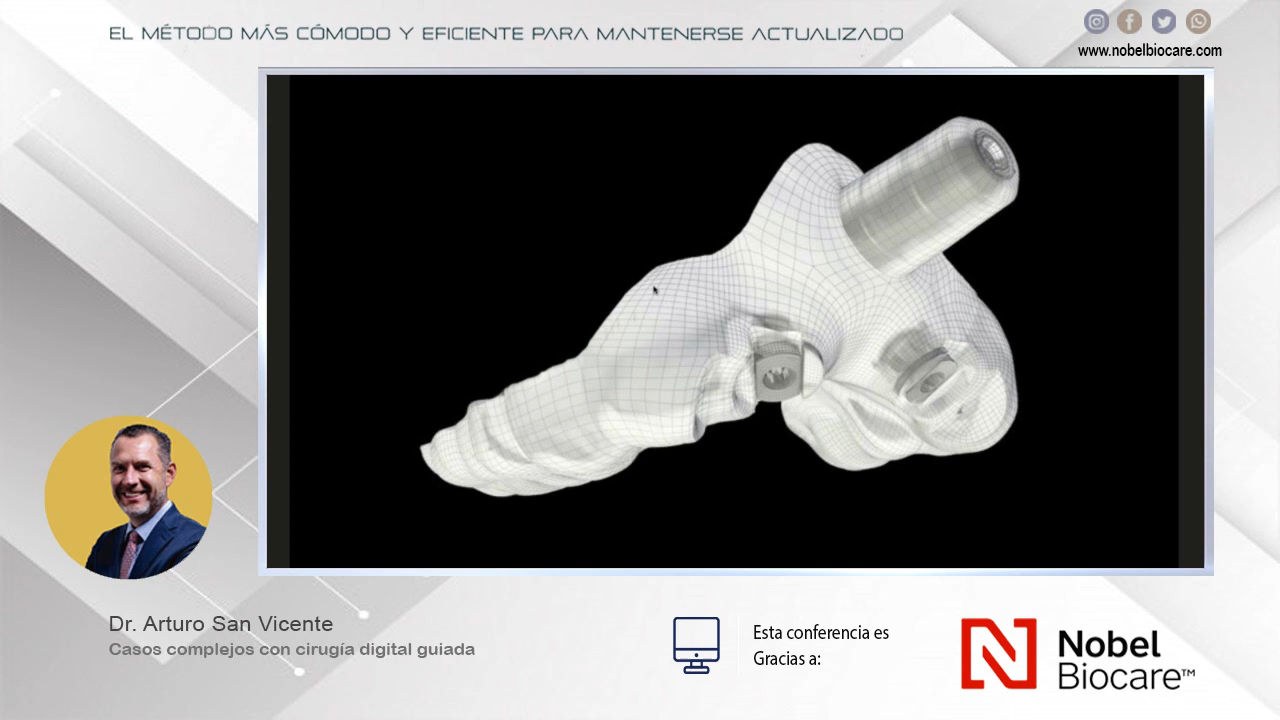 EL MÉTODO MÁS CÓMODO Y EFICIENTE PARA MANTENERSE ACTUALIZADO
www.nobelbiocare.com
Dr. Arturo San Vicente
Casos complejos con cirugía digital guiada
Esta conferencia es
Gracias a:
Nobel
Biocare™